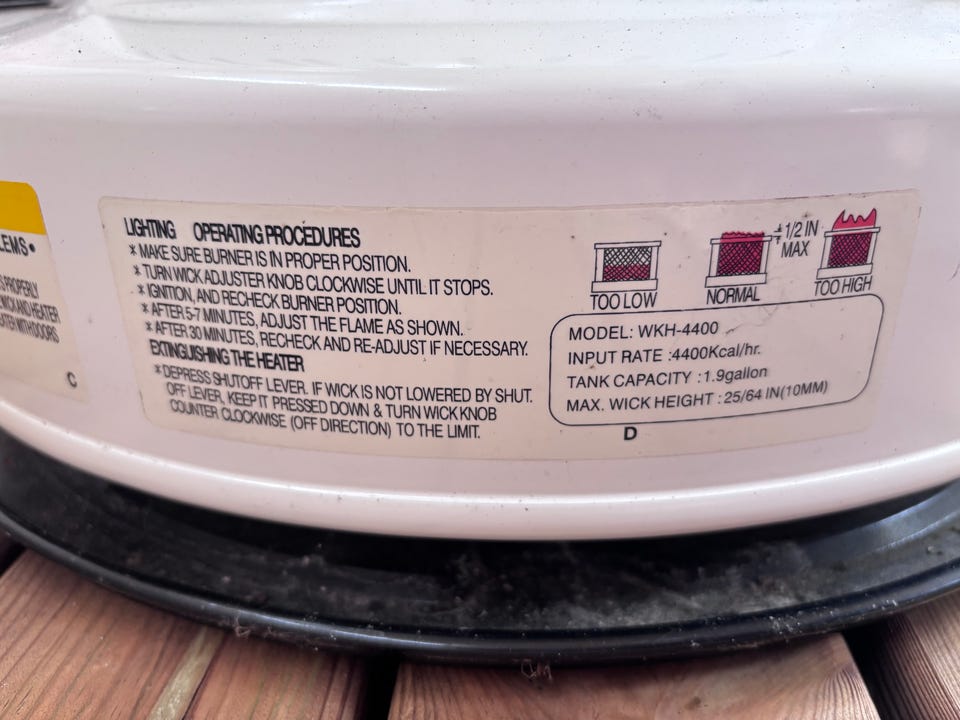 LEMS•
S PROPERLY
WICK AND HEATER
C
LIGHTING OPERATING PROCEDURES
* MAKE SURE BURNER IS IN PROPER POSITION.
* TURN WICK ADJUSTER KNOB CLOCKWISE UNTIL IT STOPS.
* IGNITION, AND RECHECK BURNER POSITION.
* AFTER 5-7 MINUTES, ADJUST THE FLAME AS SHOWN.
* AFTER 30 MINUTES, RECHECK AND RE-ADJUST IF NECESSARY.
EXTINGUISHING THE HEATER
* DEPRESS SHUTOFF LEVER. IF WICK IS NOT LOWERED BY SHUT.
OFF LEVER, KEEP IT PRESSED DOWN & TURN WICK KNOB
COUNTER CLOCKWISE (OFF DIRECTION) TO THE LIMIT.
1/2 IN
MAX
TOO LOW
NORMAL
TOO HIGH
MODEL: WKH-4400
INPUT RATE :4400Kcal/hr.
TANK CAPACITY :1.9gallon
MAX. WICK HEIGHT : 25/64 IN(10MM)
D